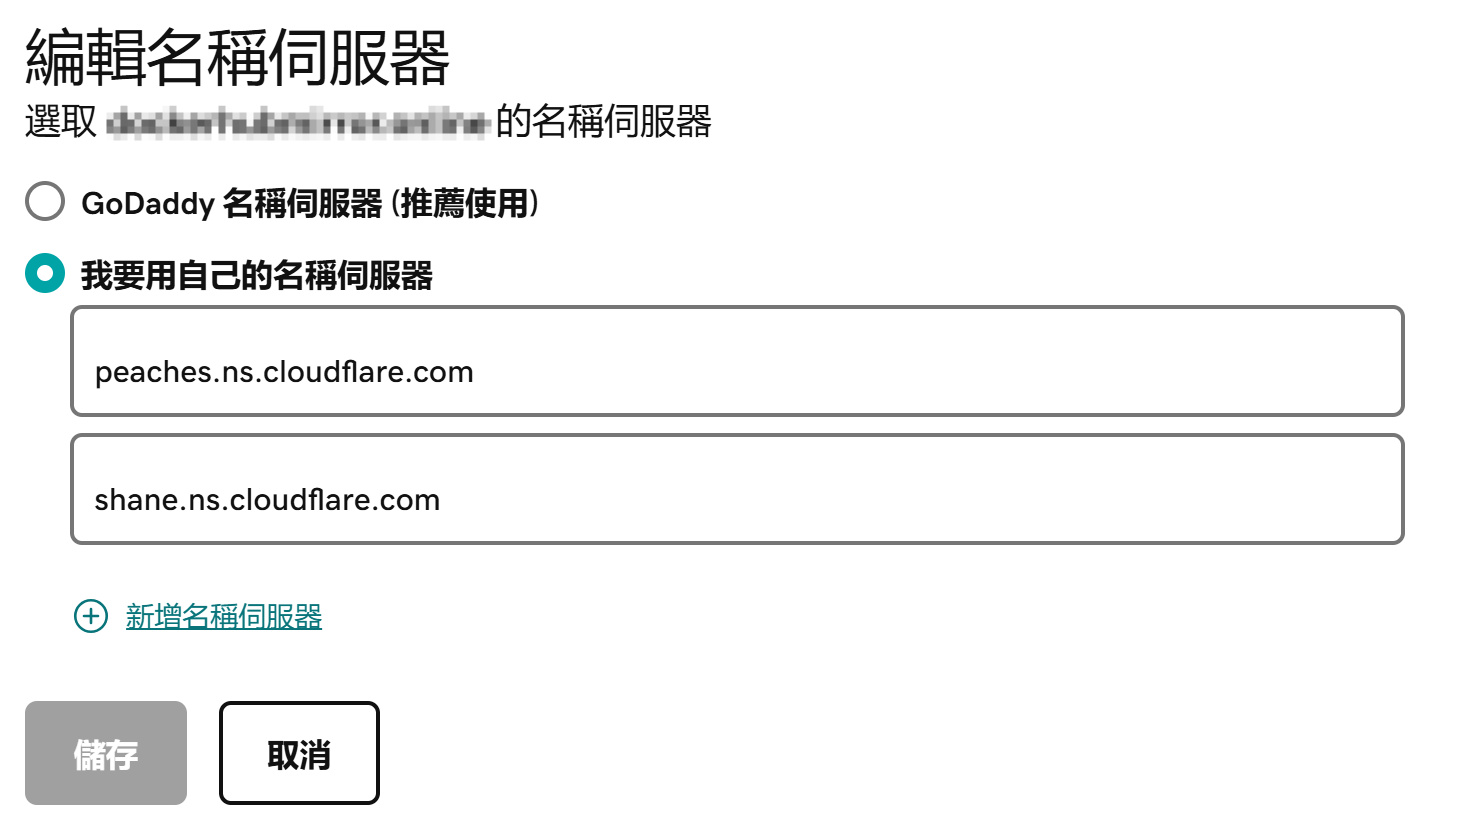 編輯名稱伺服器
選取 的名稱伺服器
GoDaddy 名稱伺服器 (推薦使用)
我要用自己的名稱伺服器
peaches.ns.cloudflare.com
shane.ns.cloudflare.com
新增名稱伺服器
儲存
取消